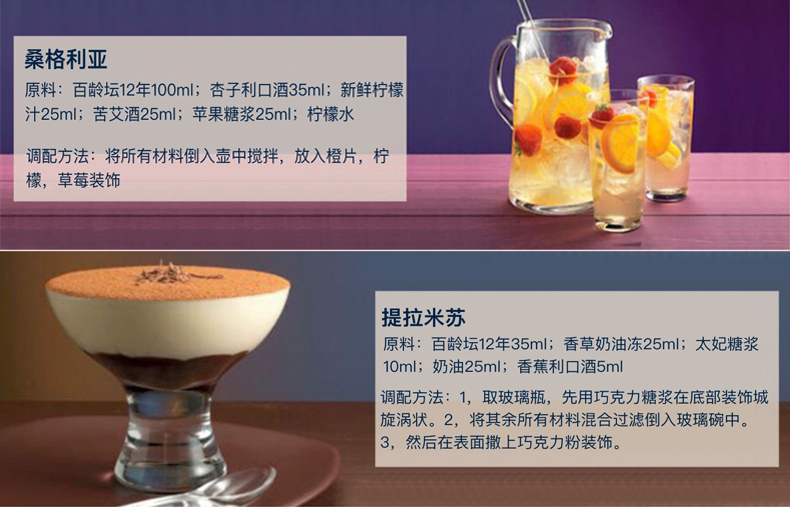 桑格利亚
原料：百龄坛12年100ml；杏子利口酒35ml；新鲜柠檬
汁25ml；苦艾酒25ml；苹果糖浆25ml；柠檬水
调配方法：将所有材料倒入壶中搅拌，放入橙片，柠
檬，草莓装饰
提拉米苏
原料：百龄坛12年35ml；香草奶油冻25ml；太妃糖浆
10ml；奶油25ml；香蕉利口酒5ml
调配方法：1，取玻璃瓶，先用巧克力糖浆在底部装饰城
旋涡状。2，将其余所有材料混合过滤倒入玻璃碗中。
3，然后在表面撒上巧克力粉装饰。